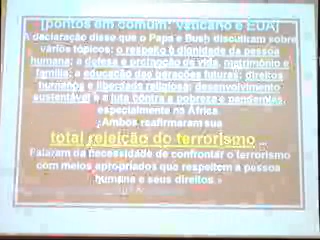 [pontos em comum: Vaticano e EUA]
A declaração disse que o Papa e Bush discutiram sobre
vários tópicos: o respeito à dignidade da pessoa
humana; a defesa e proteção da vida, matrimônio e
família; a educação das gerações futuras; direitos
humanos e liberdade religiosa; desenvolvimento
sustentável e a luta contra a pobreza e pandemias,
especialmente na África.
¡Ambos reafirmaram sua
total rejeição do terrorismo
Falaram da necessidade de confrontar o terrorismo
com meios apropriados que respeitem a pessoa
humana e seus direitos.»